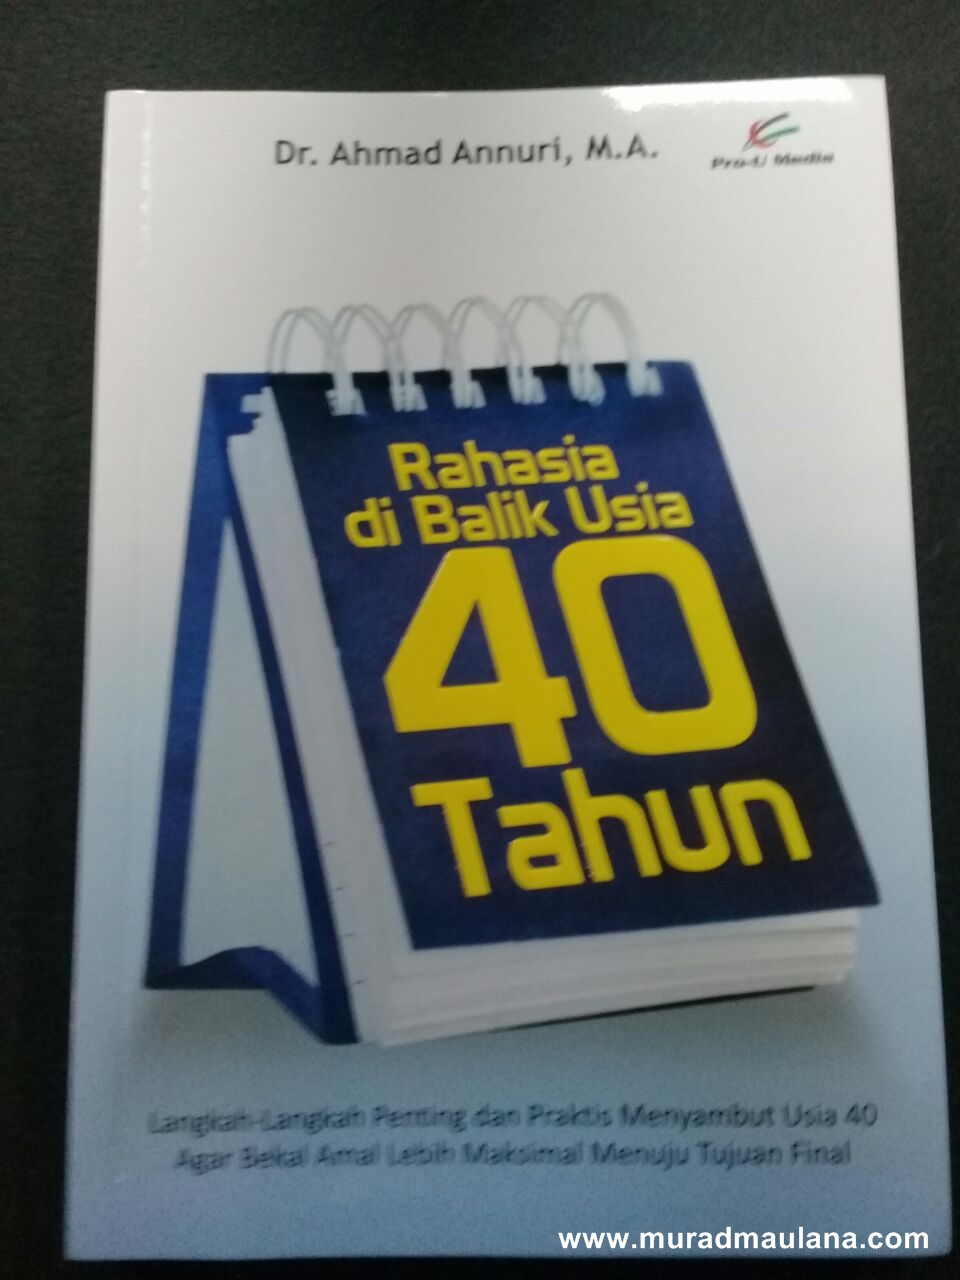 Dr. Ahmad Annuri, M.A.
Pro-U Media
Rahasia
di Balik Usia
40
Tahun
Langkah-Langkah Penting dan Praktis Menyambut Usia 40
Agar Bekal Amal Lebih Maksimal Menuju Tujuan Final
www.muradmaulana.com